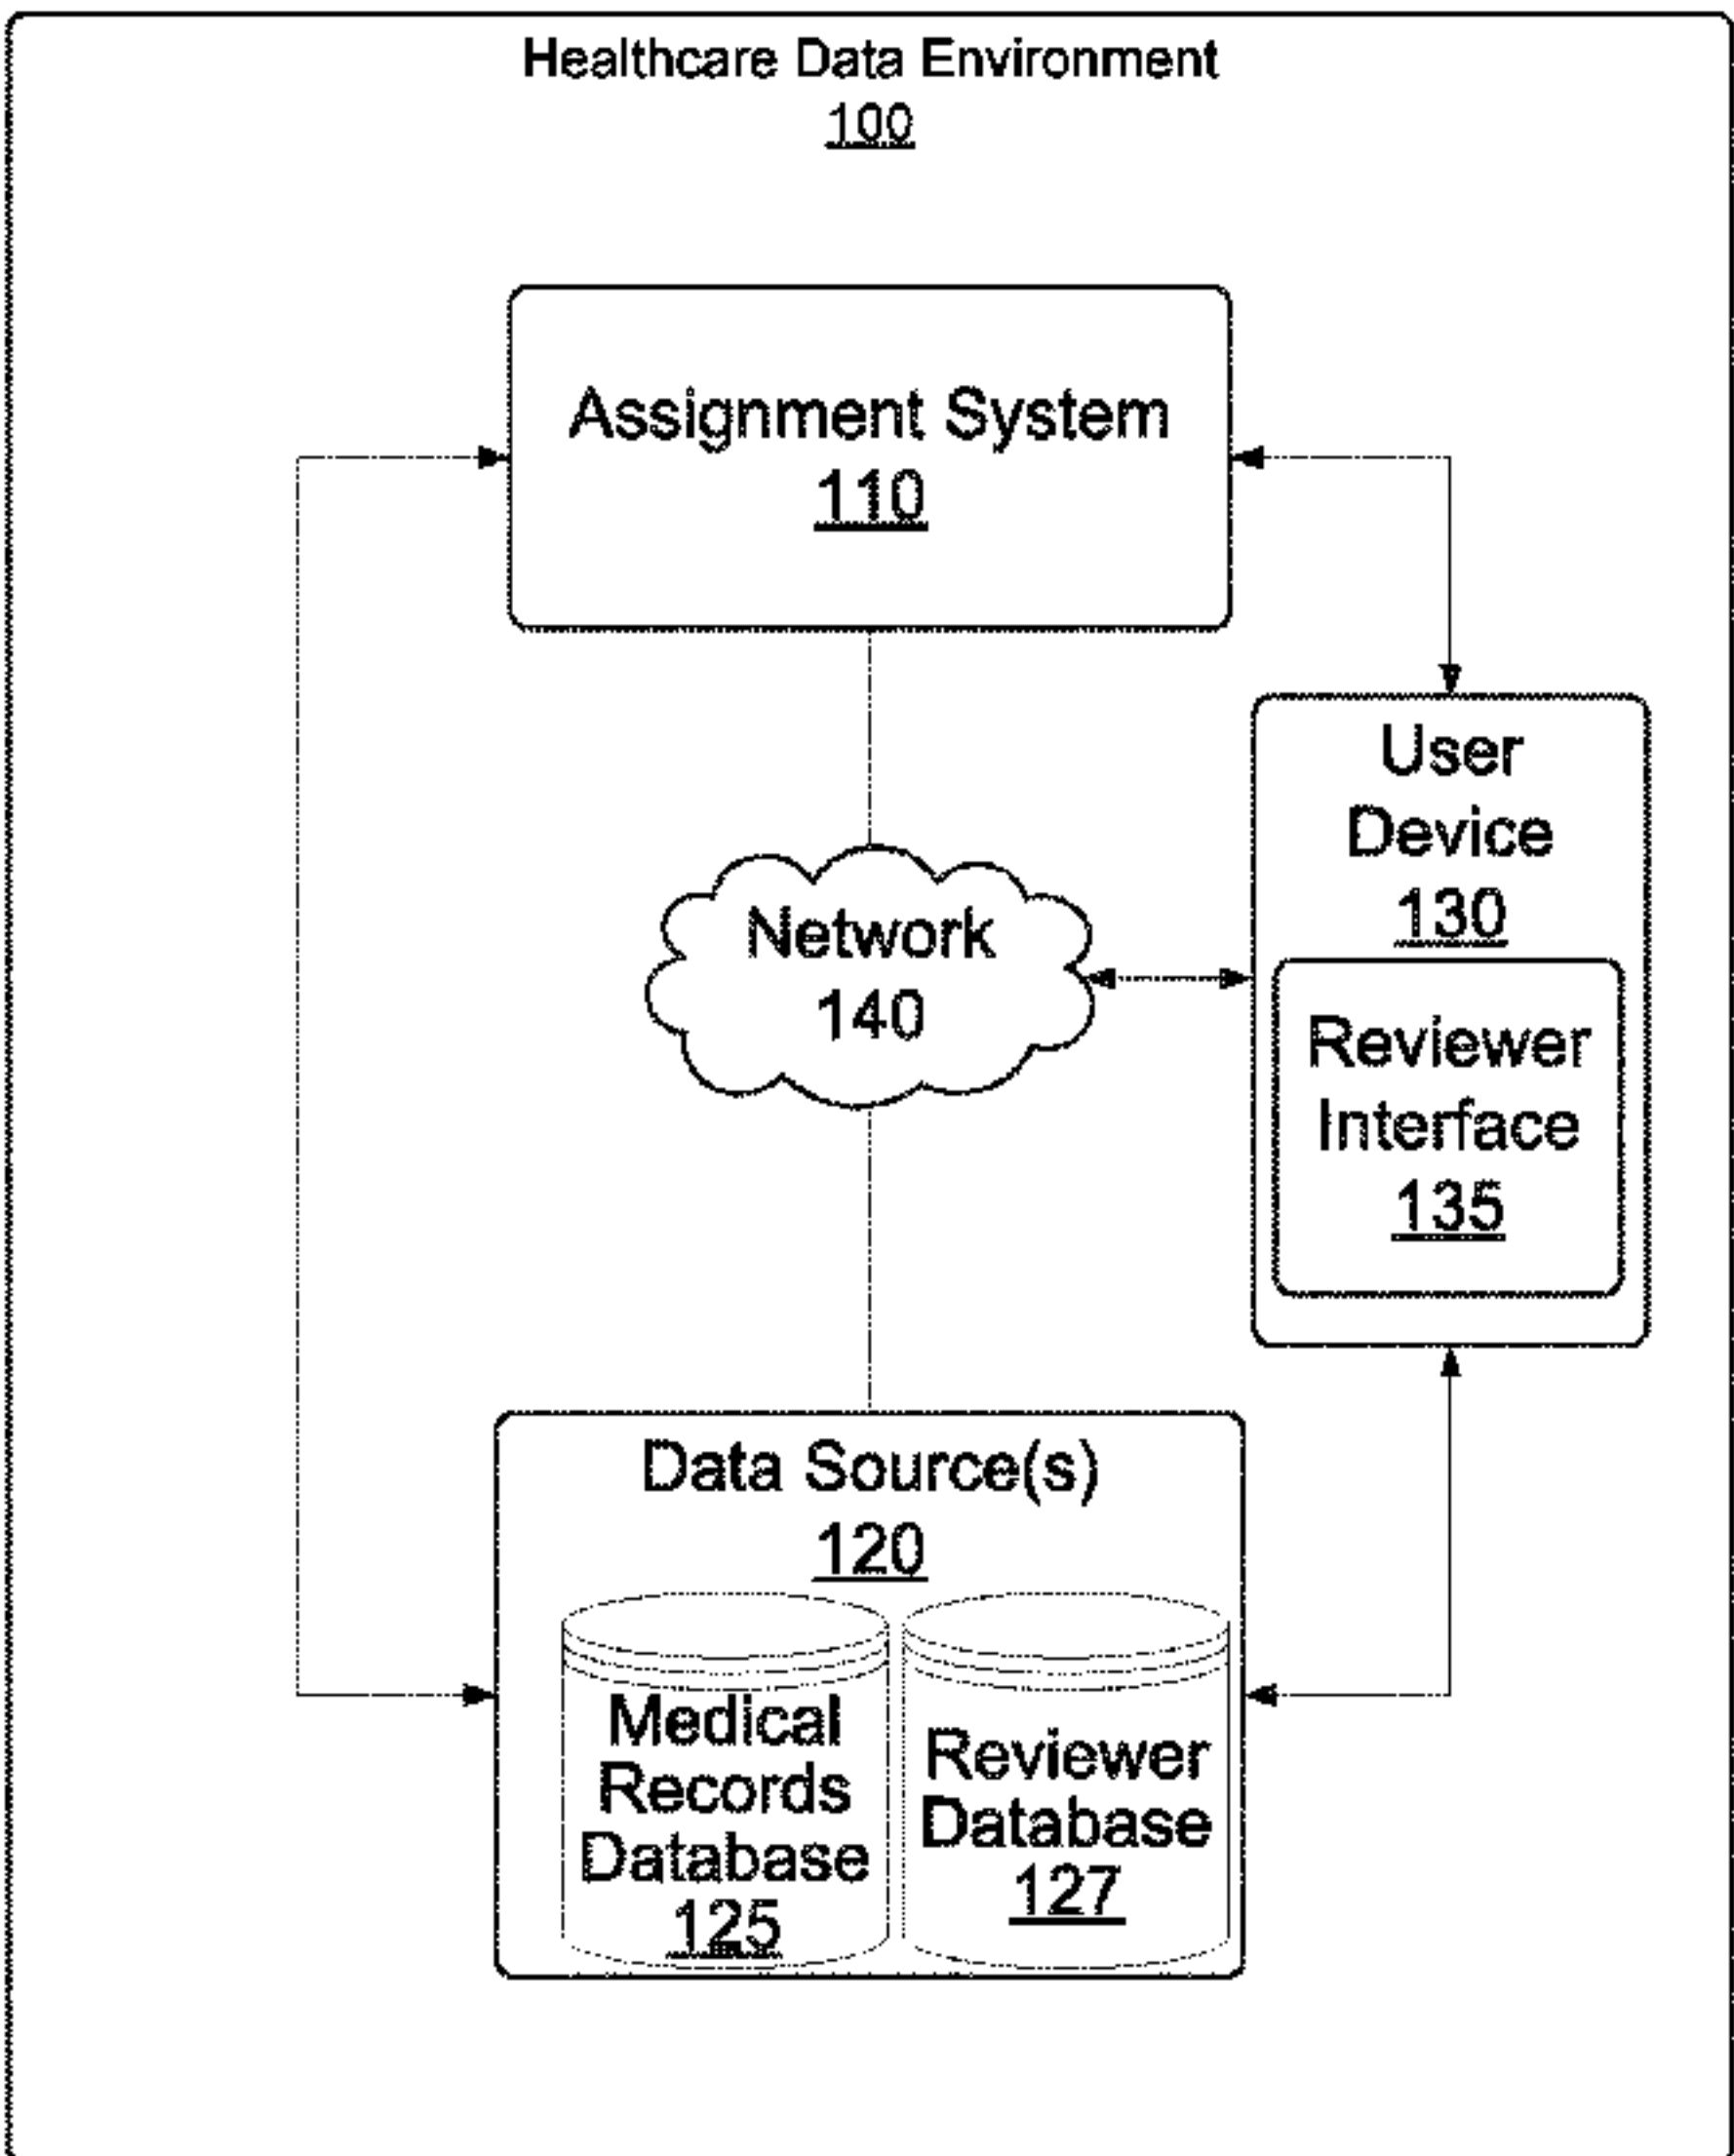 Healthcare Data Environment
100
Assignment System
110
User
Device
130
Network
140
Reviewer
Interface
135
Data Source(s)
120
Medical
Records
Database
125
Reviewer
Database
127